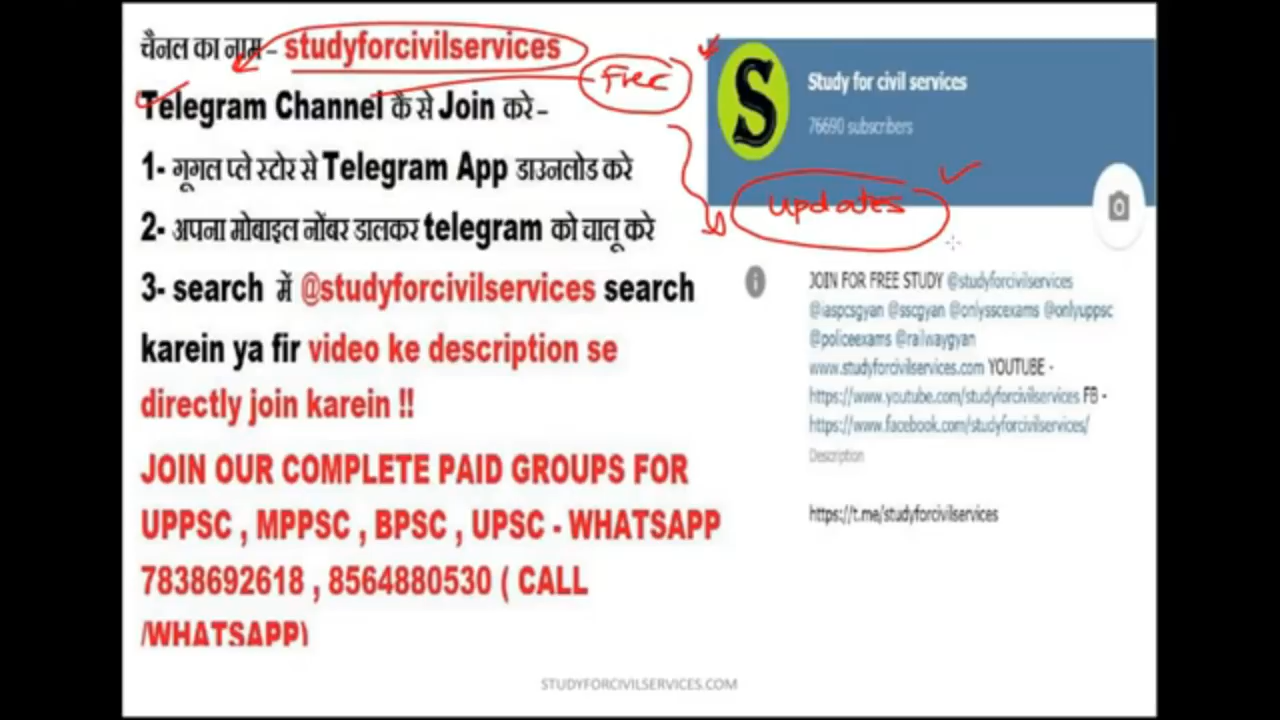 चैनल का नाम- studyforcivilservices
Free
Telegram Channel कैसे Join करे -
1- गूगल प्ले स्टोर से Telegram App डाउनलोड करे
2- अपना मोबाइल नोंबर डालकर telegram को चालू करे
3- search में @studyforcivilservices search
karein ya fir video ke description se
directly join karein !!
JOIN OUR COMPLETE PAID GROUPS FOR
UPPSC , MPPSC , BPSC , UPSC - WHATSAPP
7838692618 , 8564880530 ( CALL
/WHATSAPP)
S
Study for civil services
76690 subscribers
updates
JOIN FOR FREE STUDY @studyforcivilservices
@iaspcsgyan @sscgyan @onlysscexams @onlyuppsc
@policeexams @railwaygyan
www.studyforcivilservices.com YOUTUBE -
https://www.youtube.com/studyforcivilservices FB -
https://www.facebook.com/studyforcivilservices/
Description
https://t.me/studyforcivilservices
STUDYFORCIVILSERVICES.COM